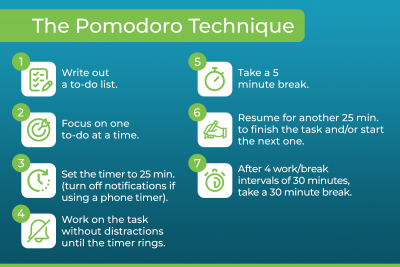 The Pomodoro Technique
1
Write out
a to-do list.
2
Focus on one
to-do at a time.
3
Set the timer to 25 min.
(turn off notifications if
using a phone timer).
4
Work on the task
without distractions
until the timer rings.
5
Take a 5
minute break.
6
Resume for another 25 min.
to finish the task and/or start
the next one.
7
After 4 work/break
intervals of 30 minutes,
take a 30 minute break.